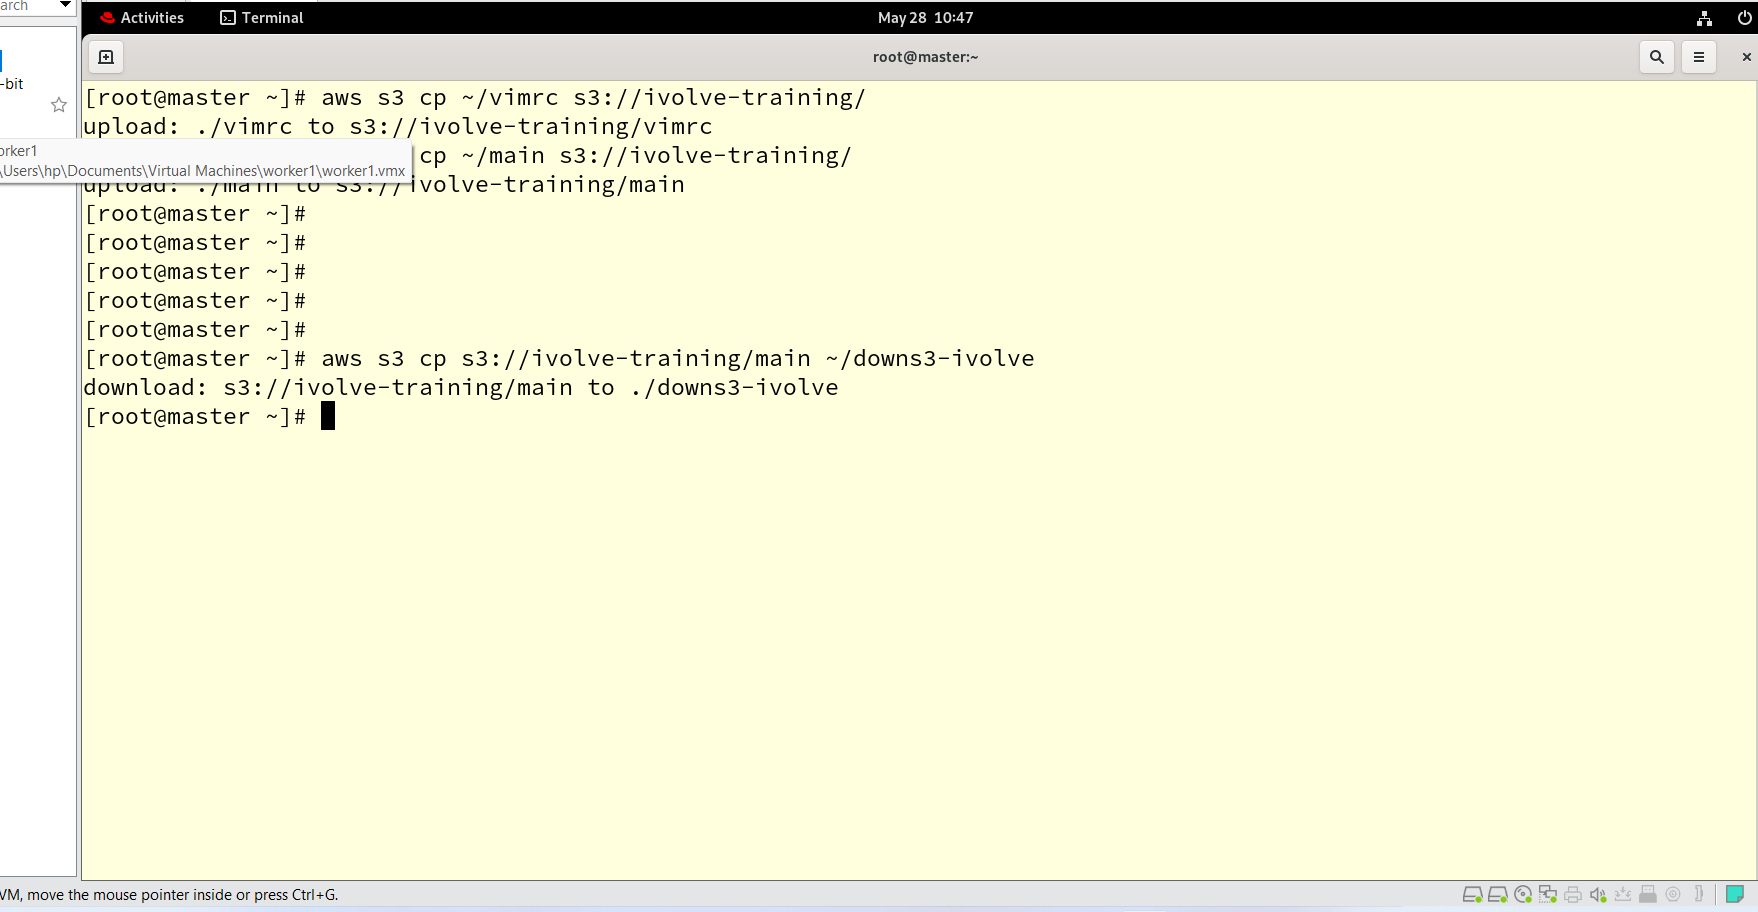 arch
Activities Terminal May 28 10:47
root@master:~
-bit
[root@master ~]# aws s3 cp ~/vimrc s3://ivolve-training/
upload: ./vimrc to s3://ivolve-training/vimrc
orker1
cp ~/main s3://ivolve-training/
\Users\hp\Documents\Virtual Machines\worker1\worker1.vmx
upload: ./main to s3://ivolve-training/main
[root@master ~]#
[root@master ~]#
[root@master ~]#
[root@master ~]#
[root@master ~]#
[root@master ~]# aws s3 cp s3://ivolve-training/main ~/downs3-ivolve
download: s3://ivolve-training/main to ./downs3-ivolve
[root@master ~]#
VM, move the mouse pointer inside or press Ctrl+G.